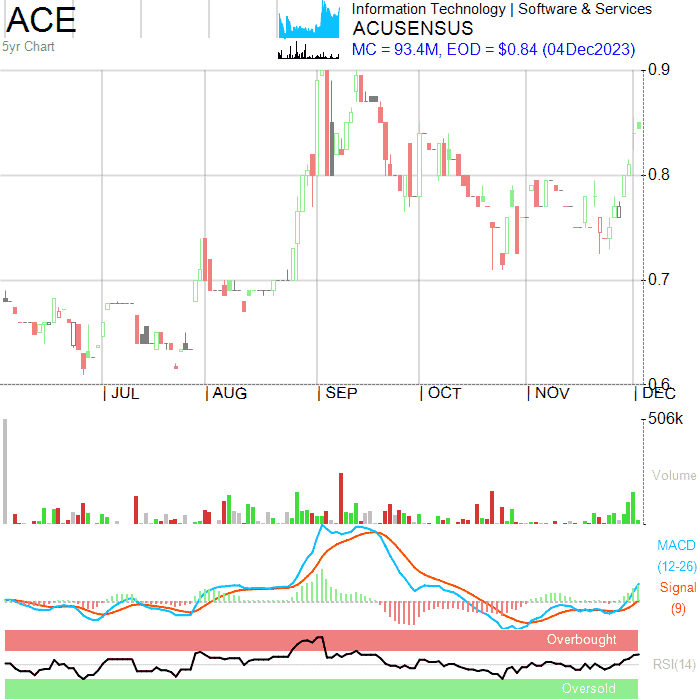 ACE
5yr Chart
Information Technology | Software & Services
ACUSENSUS
MC = 93.4M, EOD = $0.84 (04Dec2023)
0.9
0.8
0.7
0.6
JUL
AUG
SEP
OCT
NOV
DEC
506k
Volume
MACD
(12-26)
Signal
(9)
Overbought
RSI(14)
Oversold